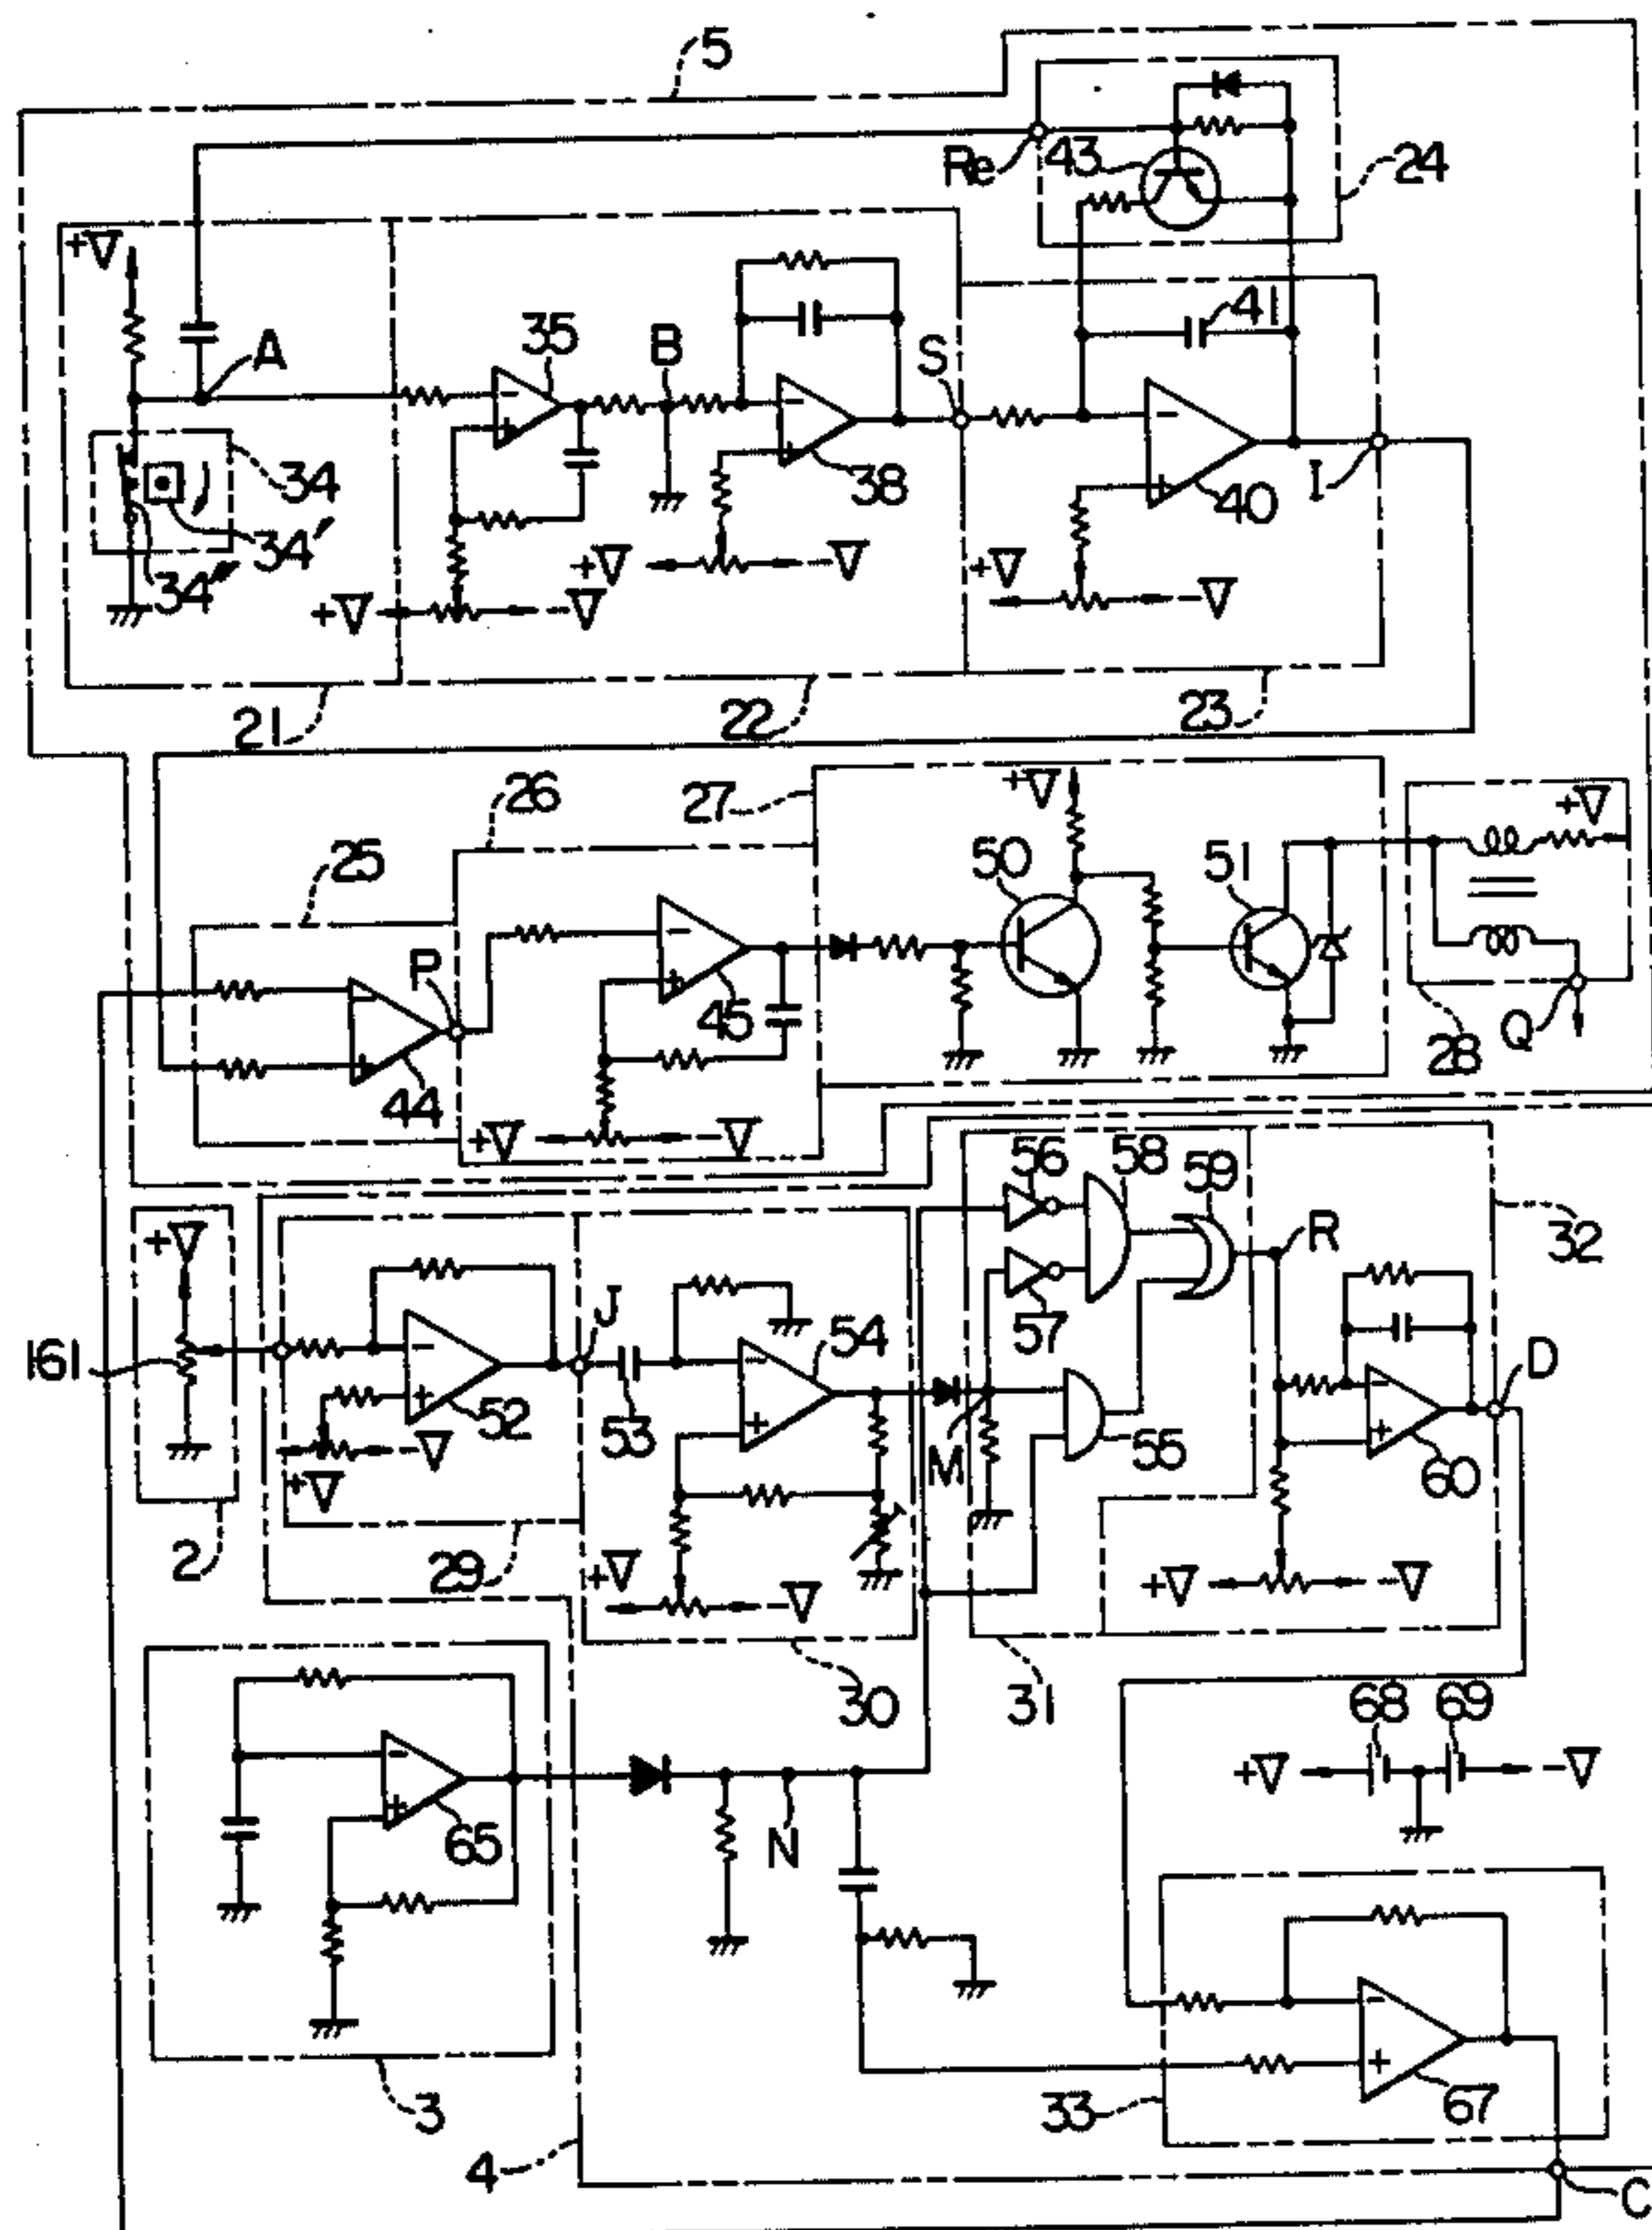 5
Re 43 24
+V
A 35 B S 41
34 38 I 40
34'
34"
+V -V +V -V
+V -V
21 22 23
26 27 +V +V
25 50 51
P 45 28 Q
44
+V -V
56 58 59
+V R 32
J 57
161 54 D
52 53 M 55 60
-V
+V
2 29 +V -V +V -V
30 31
68 69
+V -V
65 N
3 33 67
4 C
- + - + - + - + - + - + - + - + - + - +